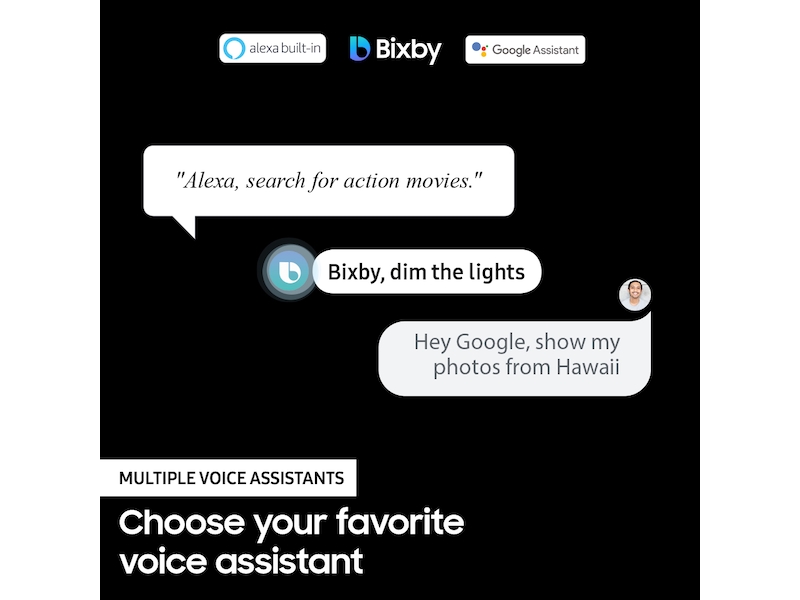 alexa built-in
Bixby
Google Assistant
"Alexa, search for action movies."
Bixby, dim the lights
Hey Google, show my
photos from Hawaii
MULTIPLE VOICE ASSISTANTS
Choose your favorite
voice assistant